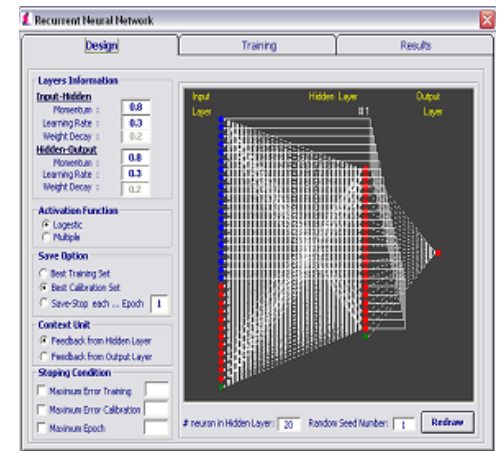 Recurrent Neural Network
Design
Training
Results
Layers Information
Input-Hidden
Momentum : 0.8
Learning Rate : 0.3
Weight Decay : 0.2
Hidden-Output
Momentum : 0.8
Learning Rate : 0.3
Weight Decay : 0.2
Activation Function
Logestic
Multiple
Save Option
Best Training Set
Best Calibration Set
Save-Stop each ... Epoch 1
Context Unit
Feedback from Hidden Layer
Feedback from Output Layer
Stoping Condition
Maximum Error Training
Maximum Error Calibration
Maximum Epoch
Input Layer
Hidden Layer
# 1
Output Layer
# neuron in Hidden Layer: 20 Random Seed Number: 1 Redraw